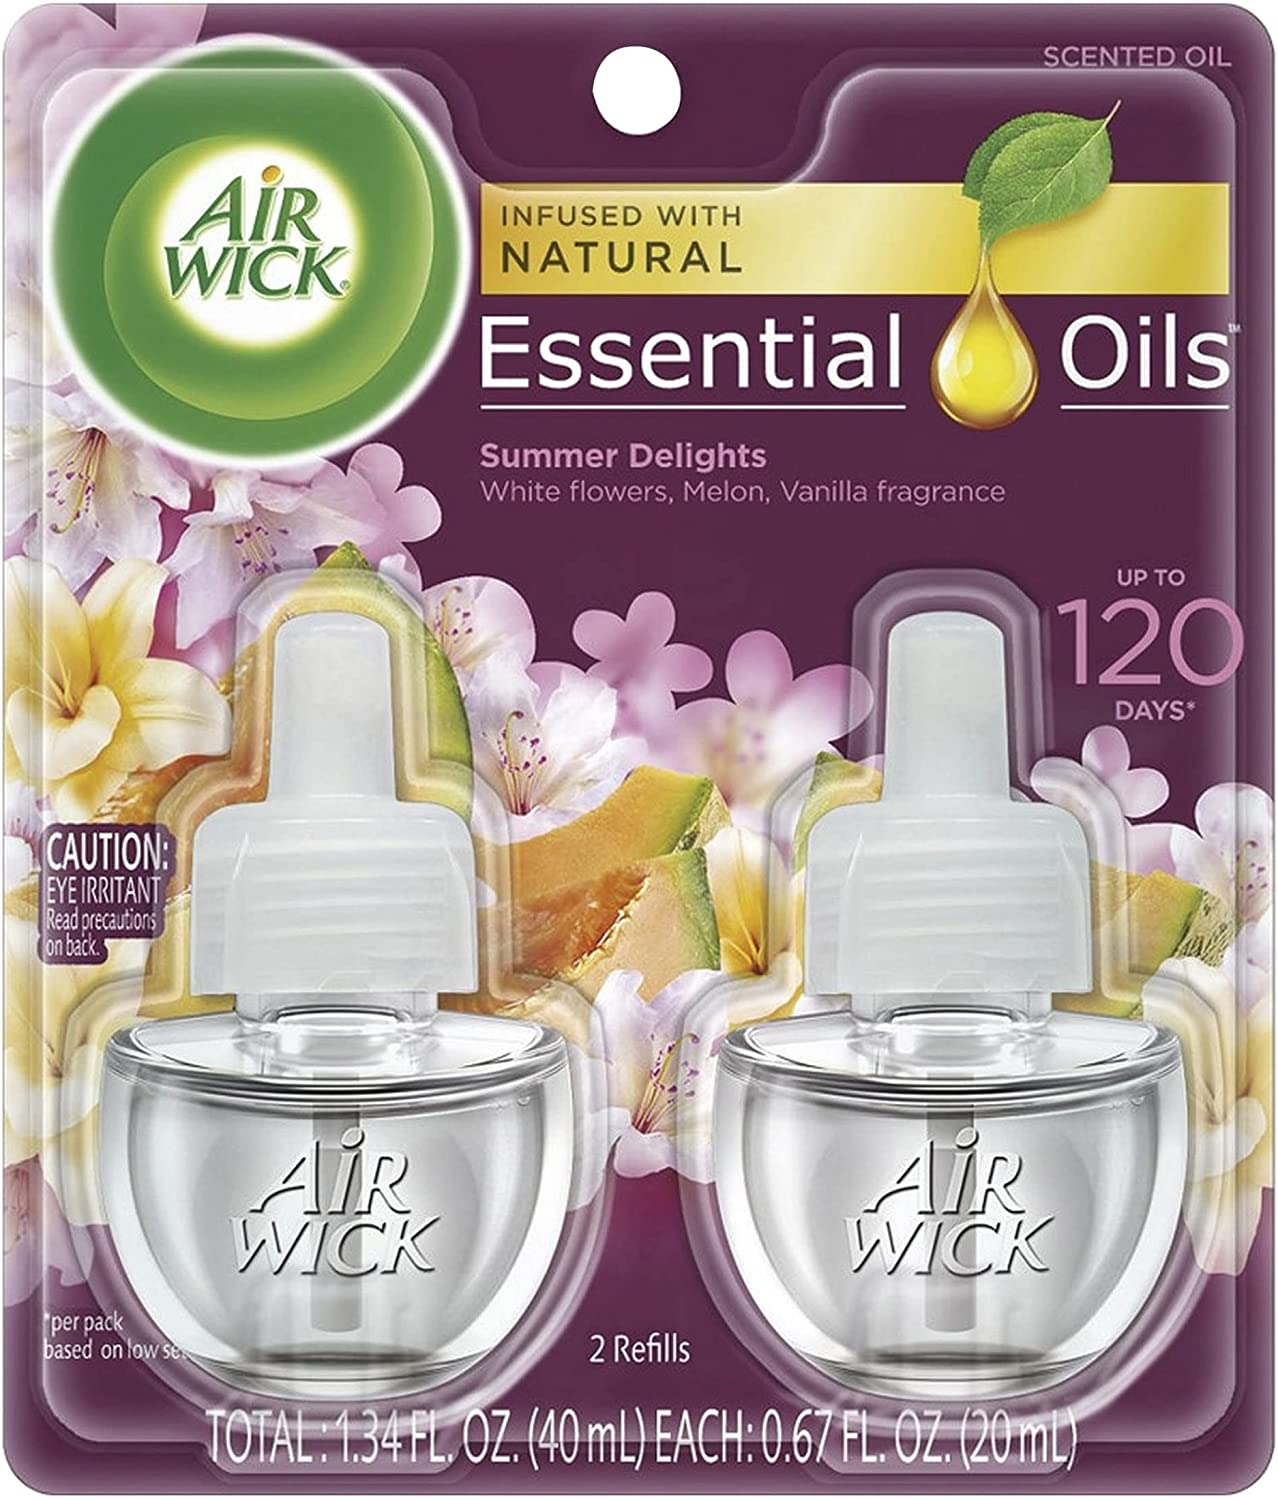 SCENTED OIL
AiR
WICK®
INFUSED WITH
NATURAL
Essential Oils™
Summer Delights
White flowers, Melon, Vanilla fragrance
UP TO
120
DAYS*
CAUTION:
EYE IRRITANT
Read precautions
on back.
AiR
WICK
AiR
WICK
*per pack
based on low
2 Refills
TOTAL : 1.34 FL. OZ. (40 mL) EACH: 0.67 FL. OZ. (20 mL)